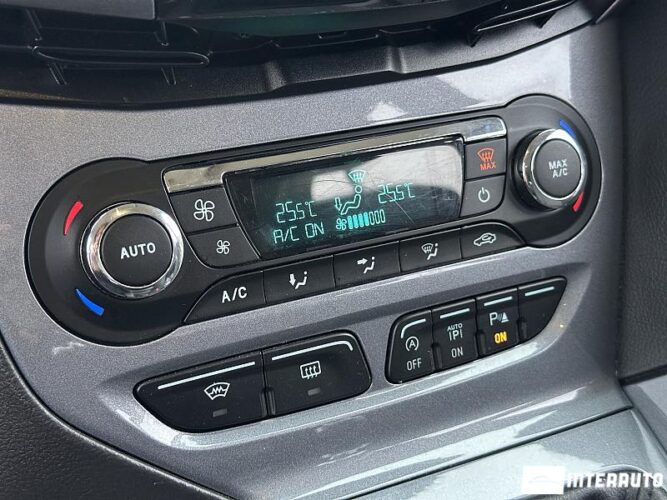 MAX
25.5°C 25.5°C
A/C ON
AUTO
MAX
A/C
A/C
A
OFF
AUTO
P
ON
P
ON
INTERAUTO